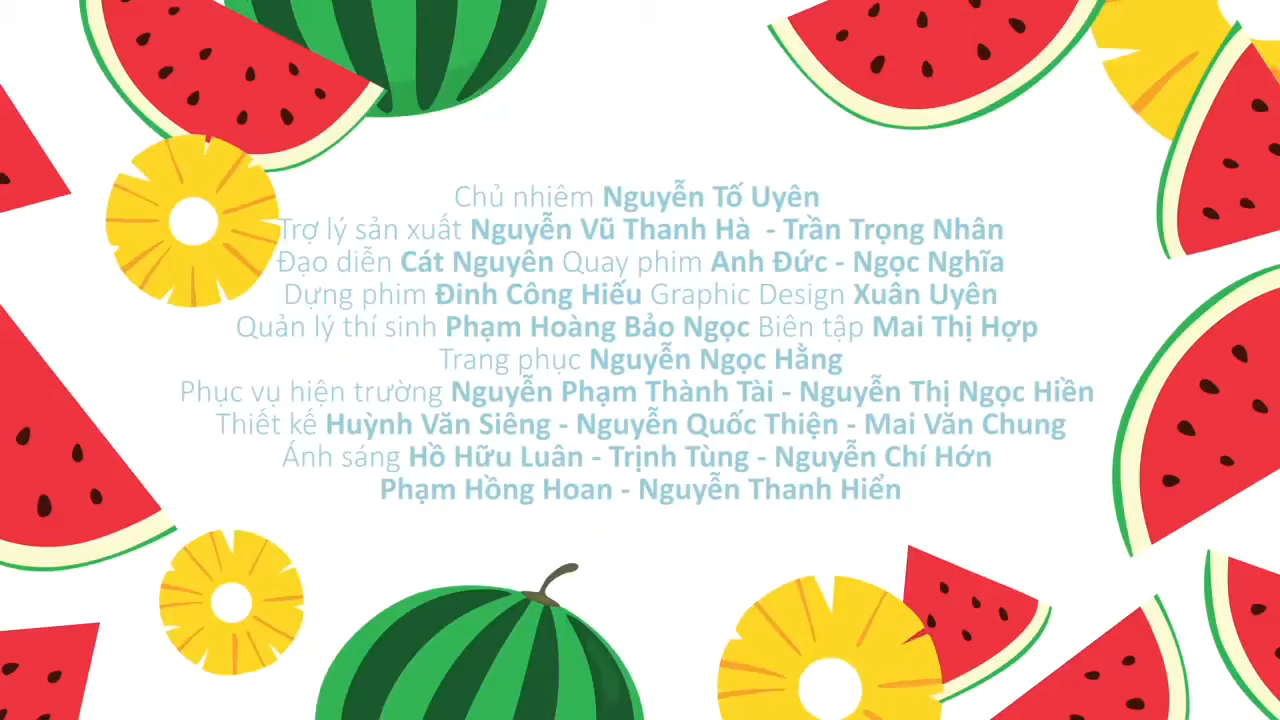 Chủ nhiêm Nguyễn Tố Uyên
Trợ lý sản xuất Nguyễn Vũ Thanh Hà - Trần Trọng Nhân
Đạo diễn Cát Nguyên Quay phim Anh Đức - Ngọc Nghĩa
Dựng phim Đinh Công Hiếu Graphic Design Xuân Uyên
Quản lý thí sinh Phạm Hoàng Bảo Ngọc Biên tập Mai Thị Hợp
Trang phục Nguyễn Ngọc Hằng
Phục vụ hiện trường Nguyễn Phạm Thành Tài - Nguyễn Thị Ngọc Hiền
Thiết kế Huỳnh Văn Siêng - Nguyễn Quốc Thiện - Mai Văn Chung
Ánh sáng Hồ Hữu Luân - Trịnh Tùng - Nguyễn Chí Hớn
Phạm Hồng Hoan - Nguyễn Thanh Hiển